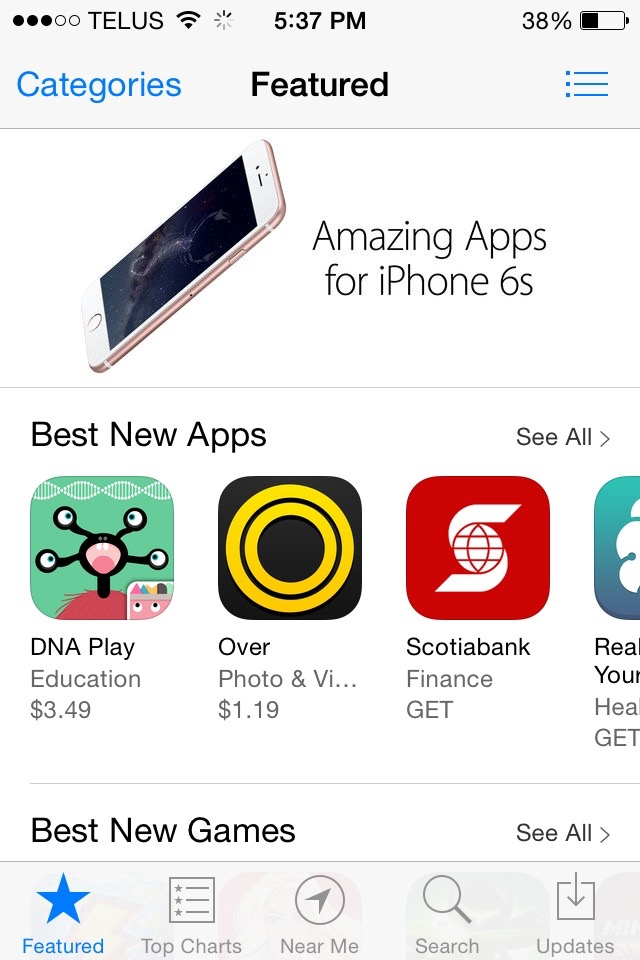 TELUS 5:37 PM 38%
Categories Featured
Amazing Apps
for iPhone 6s
Best New Apps See All
DNA Play
Education
$3.49
Over
Photo & Vi...
$1.19
Scotiabank
Finance
GET
Real
Your
Heal
GET
Best New Games See All
Featured Top Charts Near Me Search Updates